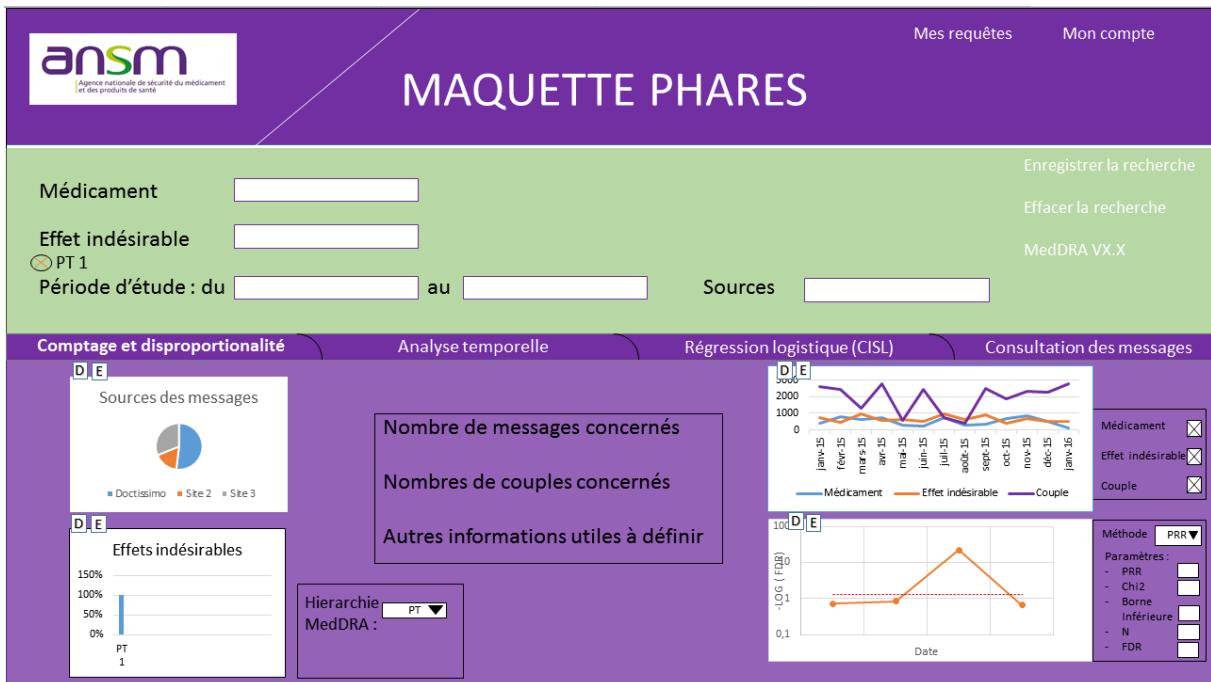 ansm
Agence nationale de sécurité du médicament
et des produits de santé
MAQUETTE PHARES
Mes requêtes
Mon compte
Médicament
Effet indésirable
PT 1
Période d'étude : du
au
Sources
Enregistrer la recherche
Effacer la recherche
MedDRA VX.X
Comptage et disproportionalité
Analyse temporelle
Régression logistique (CISL)
Consultation des messages
D E
Sources des messages
Doctissimo
Site 2
Site 3
D E
Effets indésirables
150%
100%
50%
0%
PT
1
Hierarchie
MedDRA :
PT
Nombre de messages concernés
Nombres de couples concernés
Autres informations utiles à définir
D E
3000
2000
1000
0
janv-15
févr-15
mars-15
avr-15
mai-15
juin-15
juil-15
août-15
sept-15
oct-15
nov-15
déc-15
janv-16
Médicament
Effet indésirable
Couple
Médicament
Effet indésirable
Couple
D E
-LOG ( FDR)
0,1
Date
Méthode
PRR
Paramètres :
- PRR
- Chi2
- Borne
Inférieure
- N
- FDR